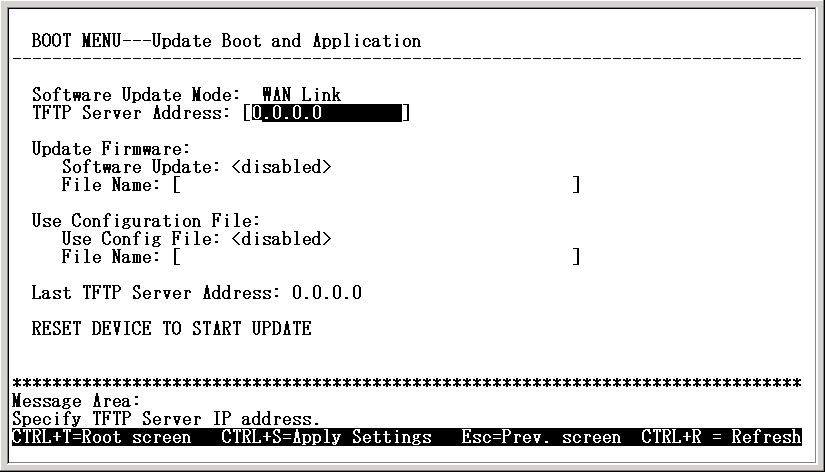 BOOT MENU---Update Boot and Application
Software Update Mode: WAN Link
TFTP Server Address: [0.0.0.0 ]
Update Firmware:
Software Update: <disabled>
File Name: [ ]
Use Configuration File:
Use Config File: <disabled>
File Name: [ ]
Last TFTP Server Address: 0.0.0.0
RESET DEVICE TO START UPDATE
*******************************************************************************
Message Area:
Specify TFTP Server IP address.
CTRL+T=Root screen CTRL+S=Apply Settings Esc=Prev. screen CTRL+R = Refresh